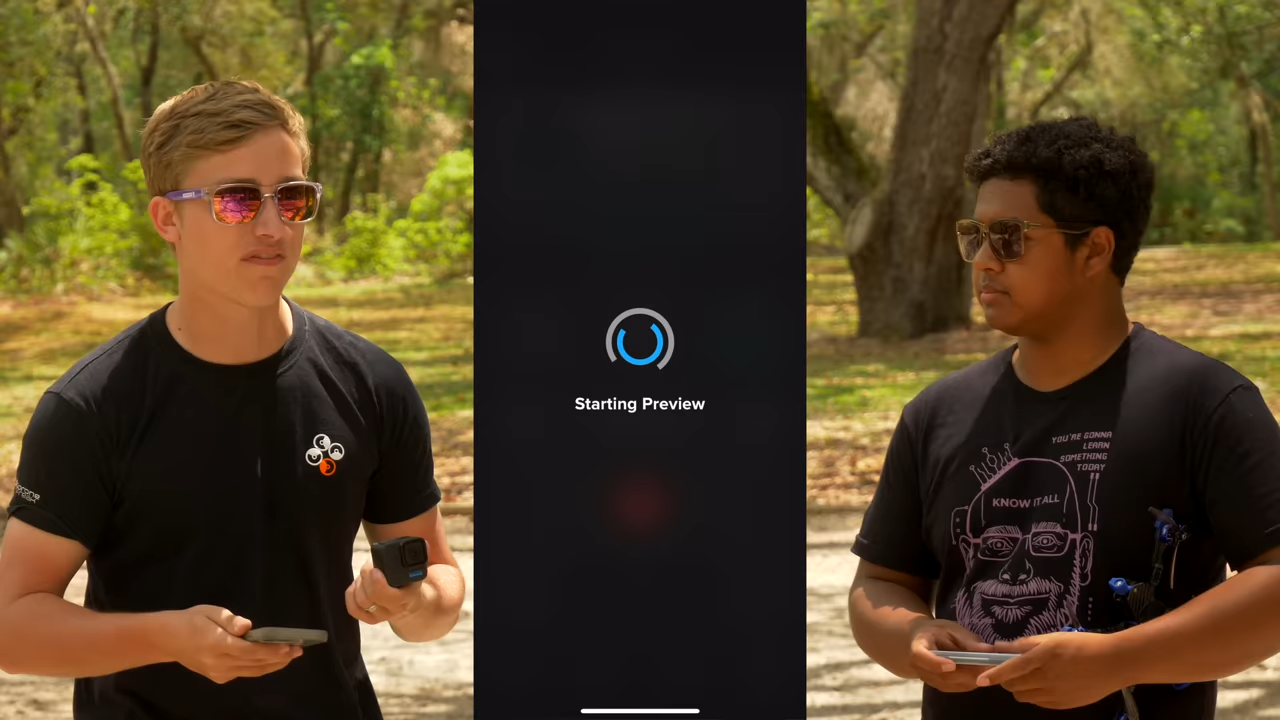 Starting Preview
YOU'RE GONNA
LEARN
SOMETHING
TODAY
KNOW IT ALL